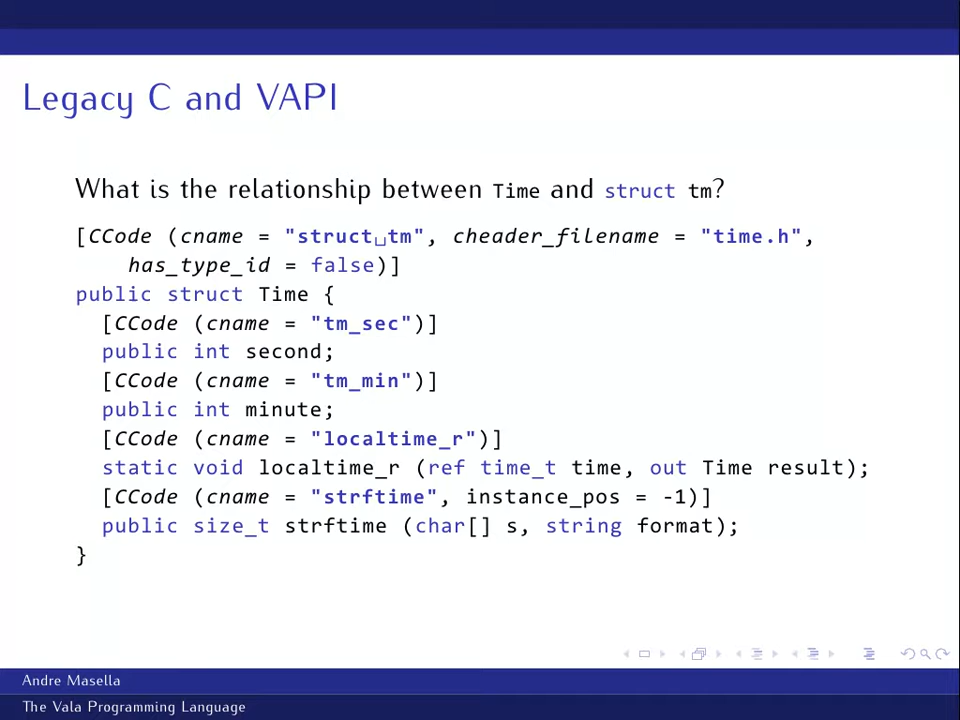 Legacy C and VAPI
What is the relationship between Time and struct tm?
[CCode (cname = "struct␣tm", cheader_filename = "time.h",
has_type_id = false)]
public struct Time {
[CCode (cname = "tm_sec")]
public int second;
[CCode (cname = "tm_min")]
public int minute;
[CCode (cname = "localtime_r")]
static void localtime_r (ref time_t time, out Time result);
[CCode (cname = "strftime", instance_pos = -1)]
public size_t strftime (char[] s, string format);
}
Andre Masella
The Vala Programming Language